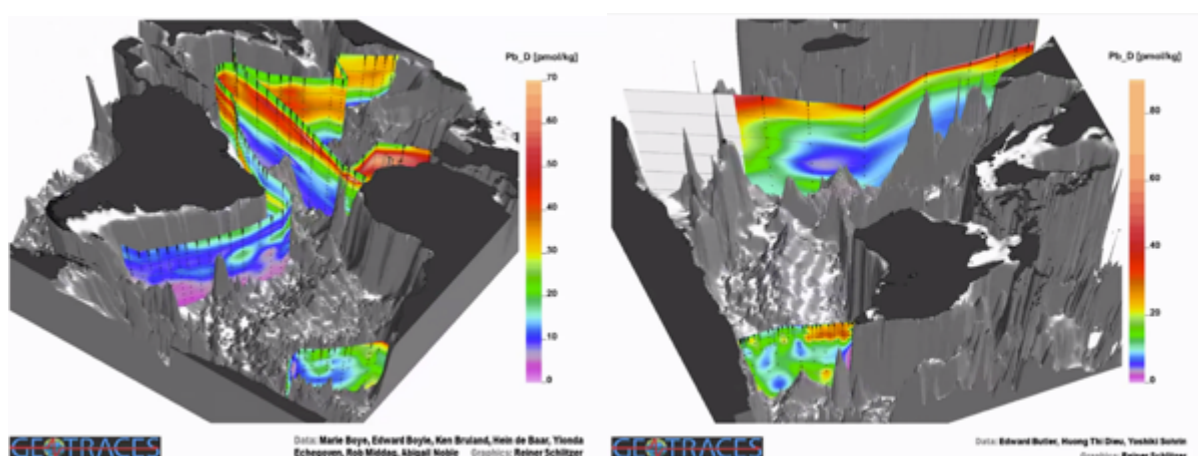 Pb_D [pmol/kg]
70
60
50
40
30
20
10
0
GEOTRACES
Data: Marie Boye, Edward Boyle, Ken Bruland, Hein de Baar, Ylonda
Echegoyen, Rob Middag, Abigail Noble Graphics: Reiner Schlitzer
Pb_D [pmol/kg]
80
60
40
20
0
GEOTRACES
Data: Edward Butler, Huong Thi Dieu, Yoshiki Sohrin
Graphics: Reiner Schlitzer